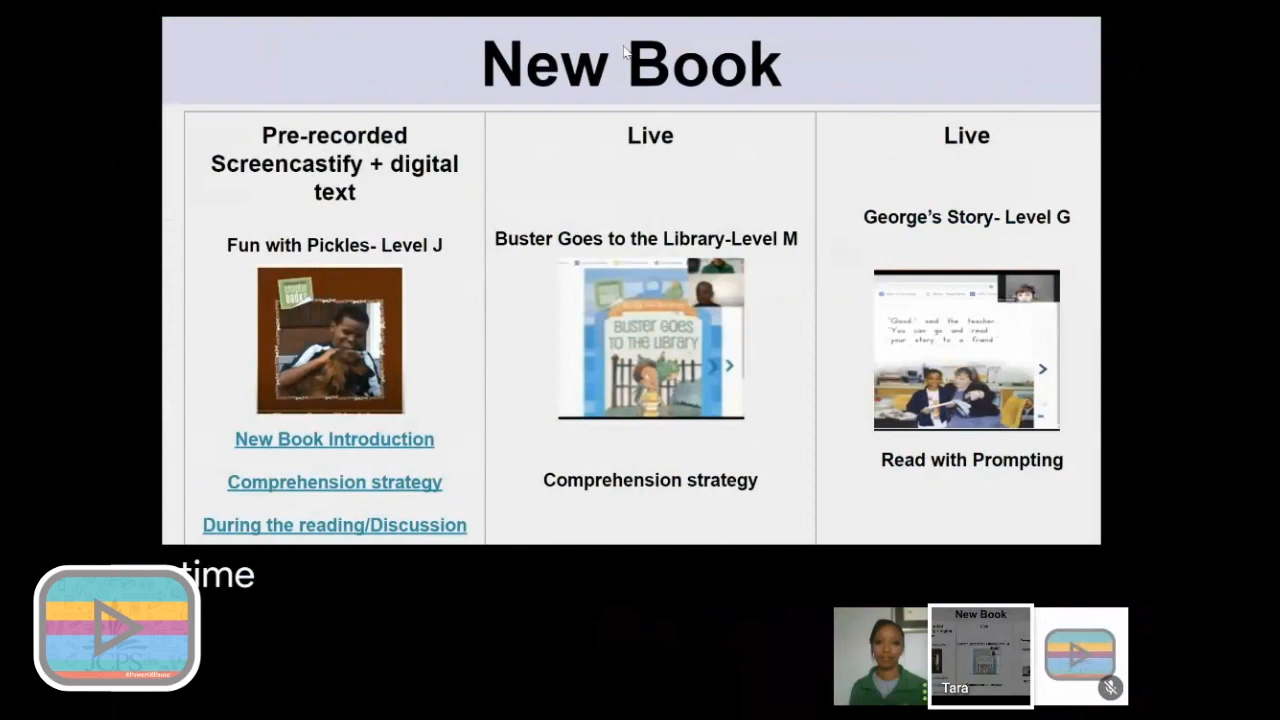 New Book
Pre-recorded
Screencastify + digital
text
Fun with Pickles- Level J
New Book Introduction
Comprehension strategy
During the reading/Discussion
Live
Buster Goes to the Library-Level M
BUSTER GOES
TO THE LIBRARY
Comprehension strategy
Live
George's Story- Level G
"Good." said the teacher.
"You can go and read
your story to a friend."
Read with Prompting
time
JCPS
#PowerOfPause
New Book
Tara